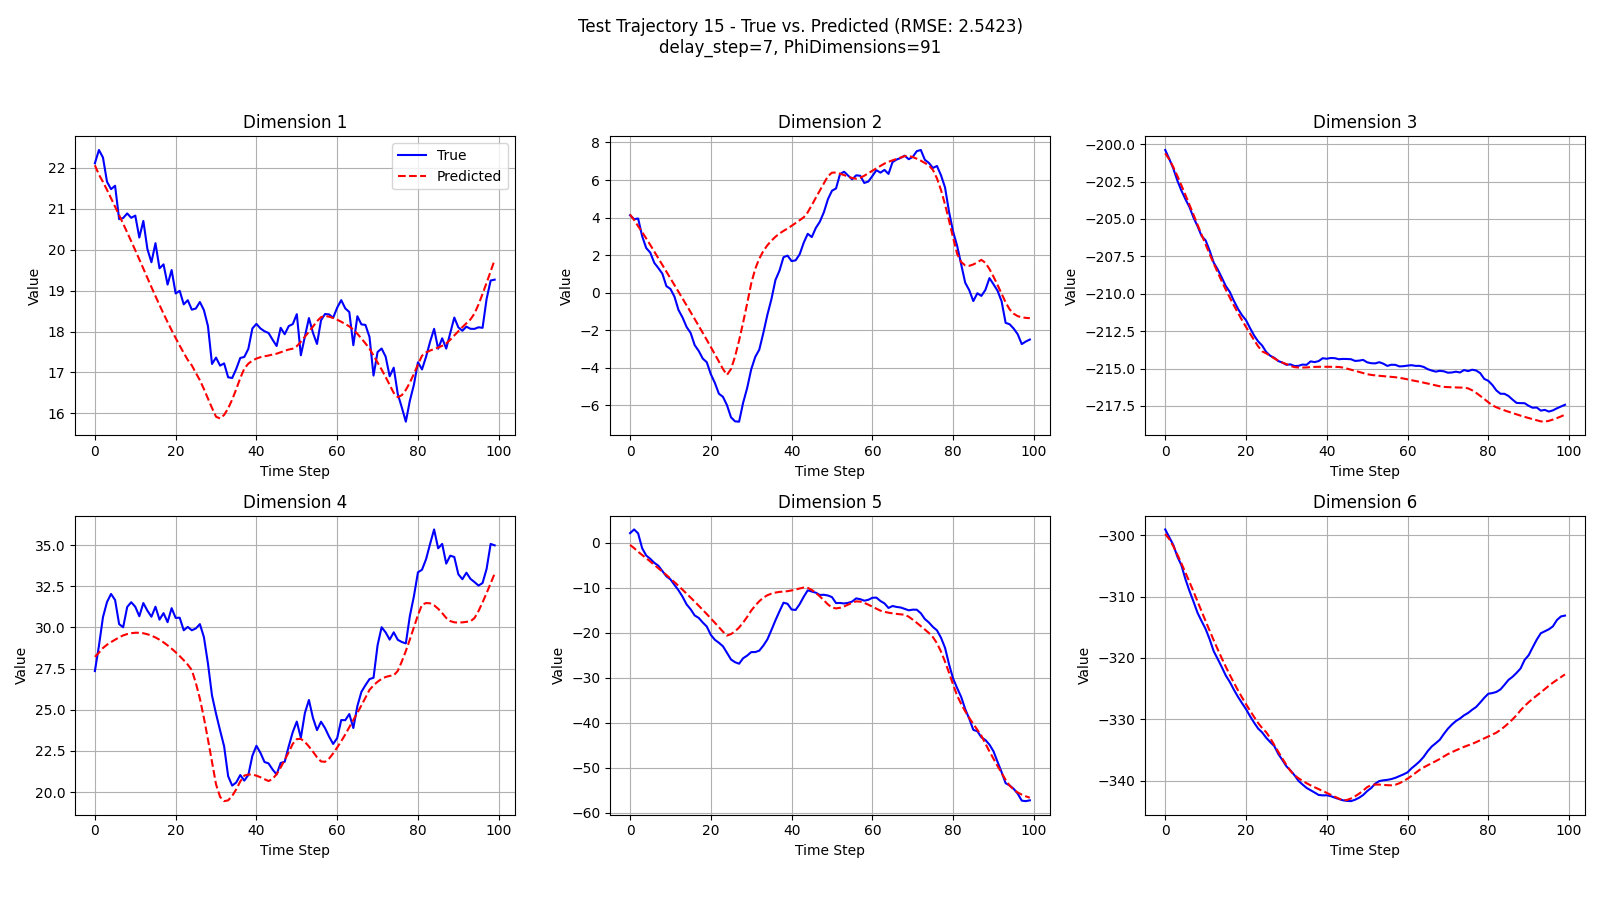 Test Trajectory 15 - True vs. Predicted (RMSE: 2.5423)
delay_step=7, PhiDimensions=91
Dimension 1
True
Predicted
Value
22
21
20
19
18
17
16
0 20 40 60 80 100
Time Step
Dimension 2
Value
8
6
4
2
0
−2
−4
−6
0 20 40 60 80 100
Time Step
Dimension 3
Value
−200.0
−202.5
−205.0
−207.5
−210.0
−212.5
−215.0
−217.5
0 20 40 60 80 100
Time Step
Dimension 4
Value
35.0
32.5
30.0
27.5
25.0
22.5
20.0
0 20 40 60 80 100
Time Step
Dimension 5
Value
0
−10
−20
−30
−40
−50
−60
0 20 40 60 80 100
Time Step
Dimension 6
Value
−300
−310
−320
−330
−340
0 20 40 60 80 100
Time Step